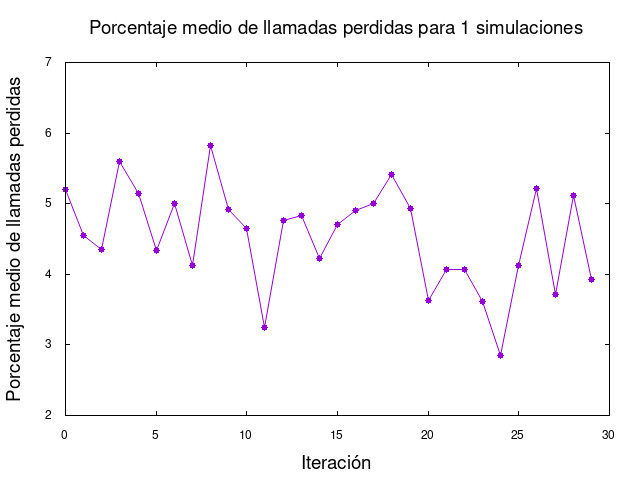 Porcentaje medio de llamadas perdidas para 1 simulaciones
Porcentaje medio de llamadas perdidas
7
6
5
4
3
2
0 5 10 15 20 25 30
Iteración